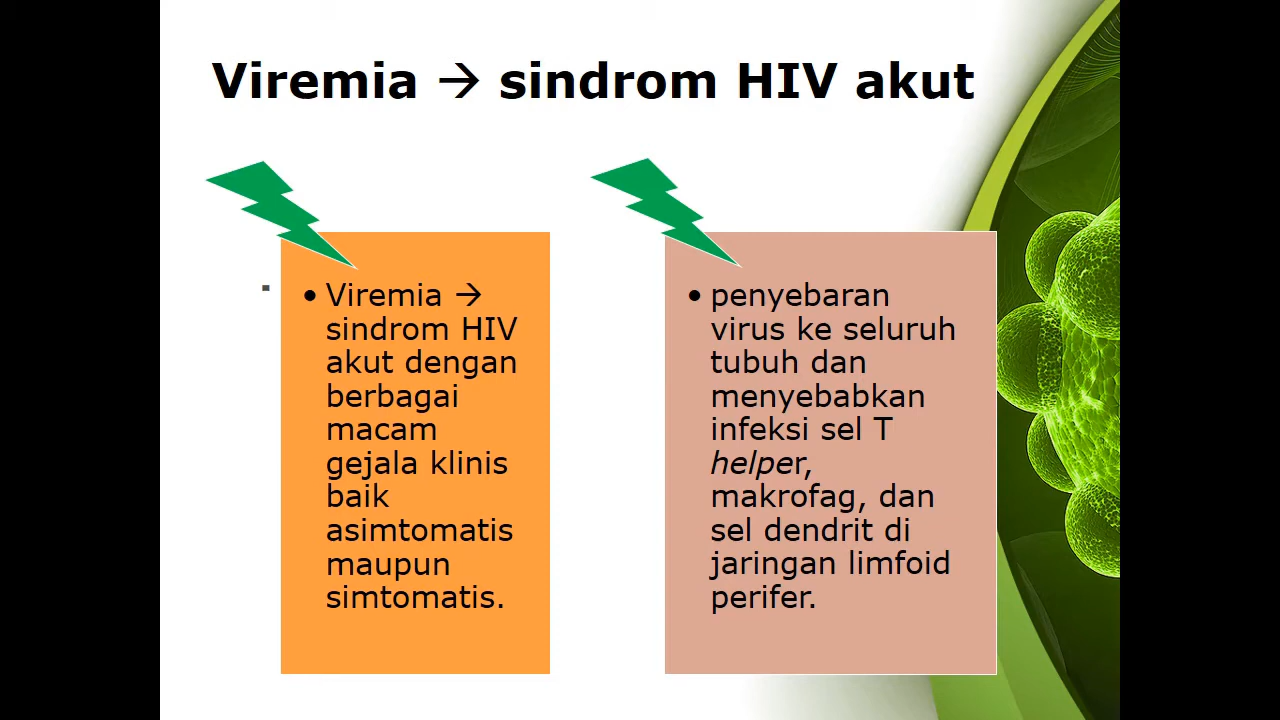 Viremia → sindrom HIV akut
• Viremia →
sindrom HIV
akut dengan
berbagai
macam
gejala klinis
baik
asimtomatis
maupun
simtomatis.
• penyebaran
virus ke seluruh
tubuh dan
menyebabkan
infeksi sel T
helper,
makrofag, dan
sel dendrit di
jaringan limfoid
perifer.